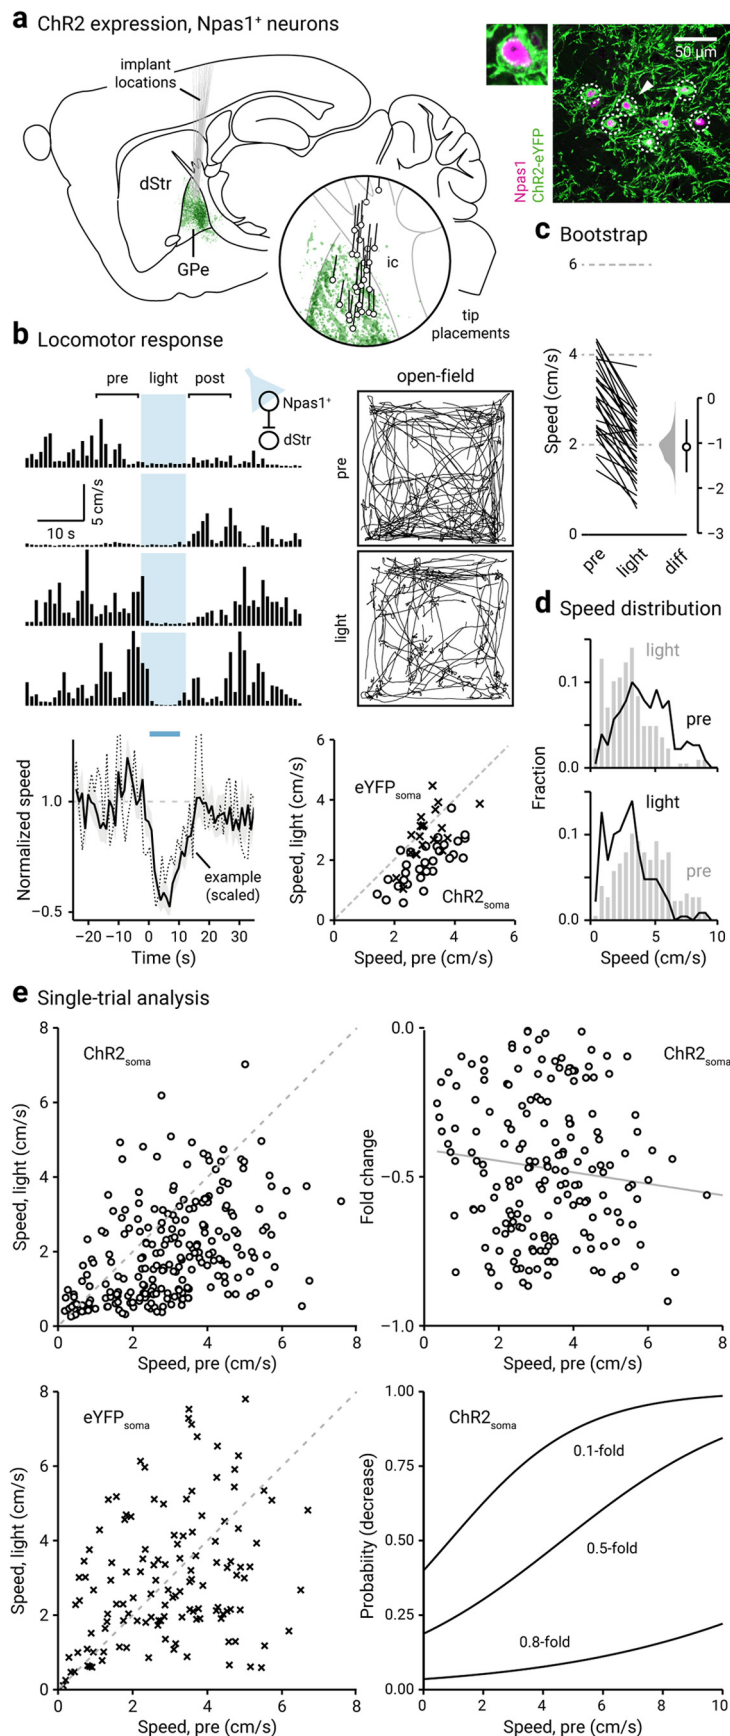 a ChR2 expression, Npas1⁺ neurons
implant
locations
dStr
GPe
ic
tip
placements
50 μm
Npas1
ChR2-eYFP
b Locomotor response
pre light post
Npas1⁺
dStr
5 cm/s
10 s
open-field
pre
light
Normalized speed
1.0
−0.5
−20 −10 0 10 20 30
Time (s)
example
(scaled)
Speed, light (cm/s)
6
4
2
0
eYFPsoma
ChR2soma
0 2 4 6
Speed, pre (cm/s)
c Bootstrap
Speed (cm/s)
6
4
2
0
0
−1
−2
−3
pre light diff
d Speed distribution
Fraction
0.1
0.0
light
pre
0.1
0.0
light
pre
0 5 10
Speed (cm/s)
e Single-trial analysis
Speed, light (cm/s)
8
6
4
2
0
ChR2soma
0 2 4 6 8
Speed, pre (cm/s)
Fold change
0.0
−0.5
−1.0
ChR2soma
0 2 4 6 8
Speed, pre (cm/s)
Speed, light (cm/s)
8
6
4
2
0
eYFPsoma
0 2 4 6 8
Speed, pre (cm/s)
Probabiity (decrease)
1.00
0.75
0.50
0.25
0.00
ChR2soma
0.1-fold
0.5-fold
0.8-fold
0 2 4 6 8 10
Speed, pre (cm/s)